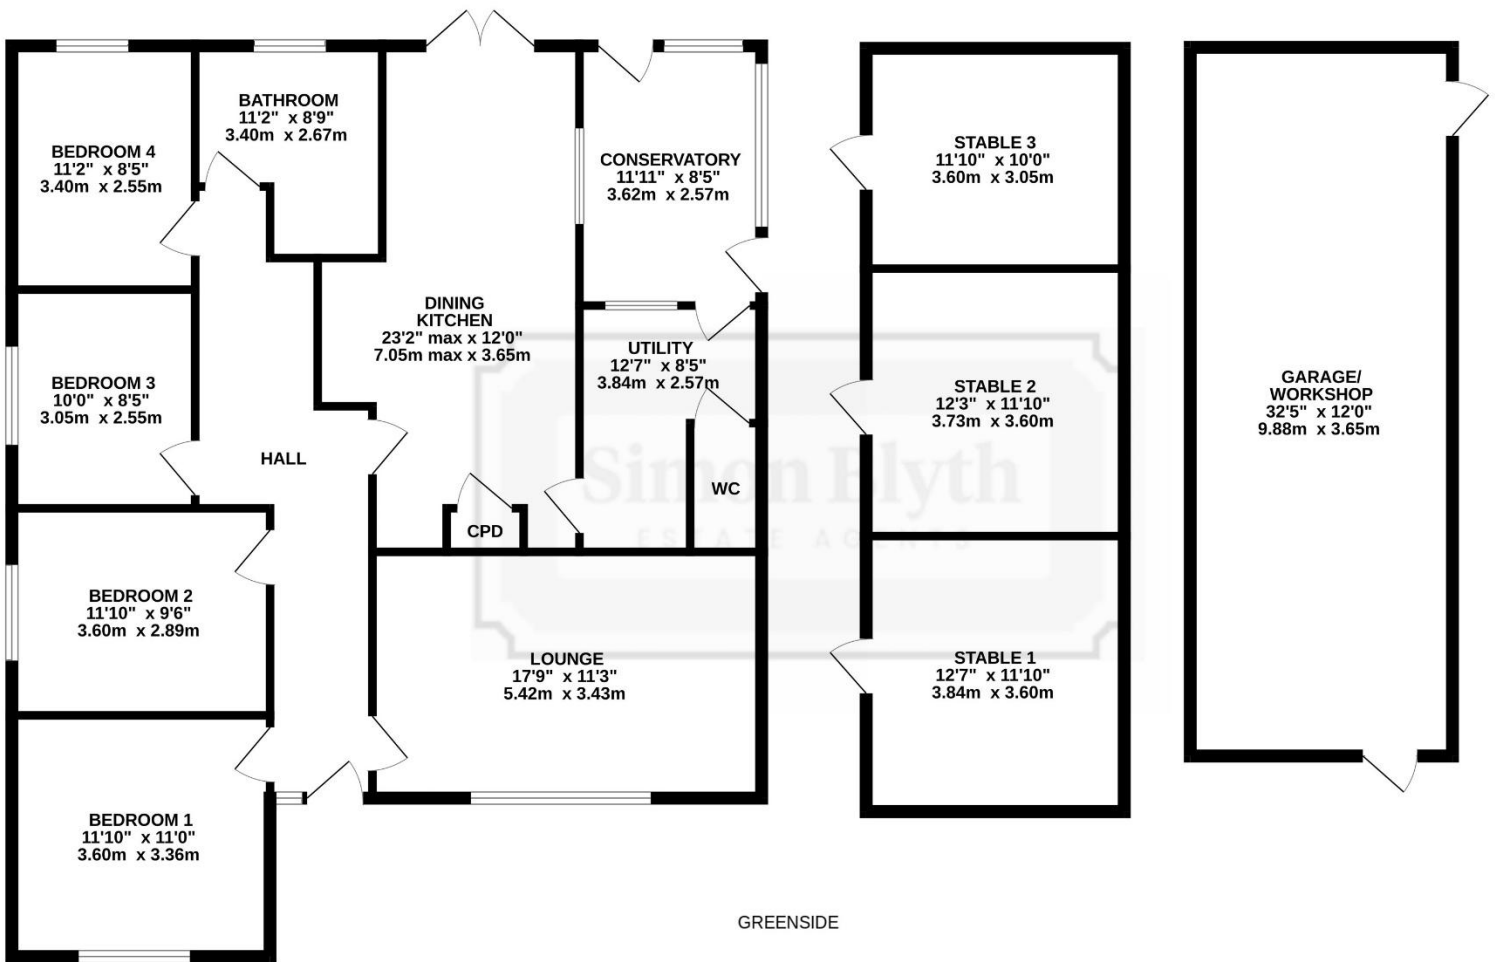 BEDROOM 4
11'2" x 8'5"
3.40m x 2.55m
BATHROOM
11'2" x 8'9"
3.40m x 2.67m
CONSERVATORY
11'11" x 8'5"
3.62m x 2.57m
DINING
KITCHEN
23'2" max x 12'0"
7.05m max x 3.65m
UTILITY
12'7" x 8'5"
3.84m x 2.57m
BEDROOM 3
10'0" x 8'5"
3.05m x 2.55m
HALL
WC
CPD
BEDROOM 2
11'10" x 9'6"
3.60m x 2.89m
LOUNGE
17'9" x 11'3"
5.42m x 3.43m
BEDROOM 1
11'10" x 11'0"
3.60m x 3.36m
STABLE 3
11'10" x 10'0"
3.60m x 3.05m
STABLE 2
12'3" x 11'10"
3.73m x 3.60m
STABLE 1
12'7" x 11'10"
3.84m x 3.60m
GARAGE/
WORKSHOP
32'5" x 12'0"
9.88m x 3.65m
Simon Blyth
ESTATE AGENTS
GREENSIDE